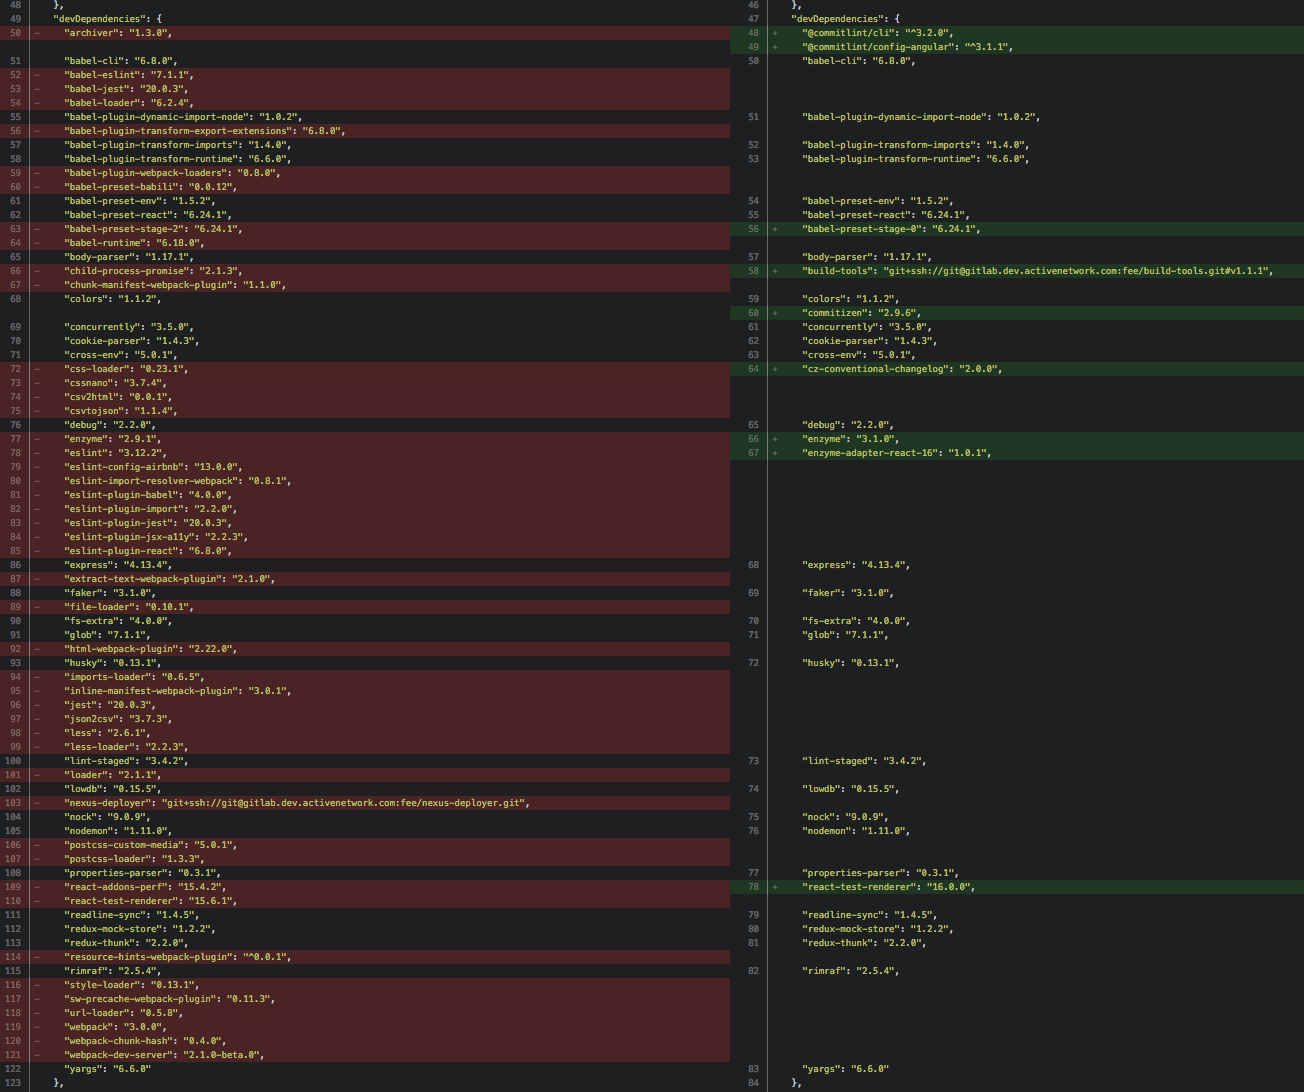 48 },
49 "devDependencies": {
50 - "archiver": "1.3.0",
51 "babel-cli": "6.8.0",
52 - "babel-eslint": "7.1.1",
53 - "babel-jest": "20.0.3",
54 - "babel-loader": "6.2.4",
55 "babel-plugin-dynamic-import-node": "1.0.2",
56 - "babel-plugin-transform-export-extensions": "6.8.0",
57 "babel-plugin-transform-imports": "1.4.0",
58 "babel-plugin-transform-runtime": "6.6.0",
59 - "babel-plugin-webpack-loaders": "0.8.0",
60 - "babel-preset-babili": "0.0.12",
61 "babel-preset-env": "1.5.2",
62 "babel-preset-react": "6.24.1",
63 - "babel-preset-stage-2": "6.24.1",
64 - "babel-runtime": "6.18.0",
65 "body-parser": "1.17.1",
66 - "child-process-promise": "2.1.3",
67 - "chunk-manifest-webpack-plugin": "1.1.0",
68 "colors": "1.1.2",
69 "concurrently": "3.5.0",
70 "cookie-parser": "1.4.3",
71 "cross-env": "5.0.1",
72 - "css-loader": "0.23.1",
73 - "cssnano": "3.7.4",
74 - "csv2html": "0.0.1",
75 - "csvtojson": "1.1.4",
76 "debug": "2.2.0",
77 - "enzyme": "2.9.1",
78 - "eslint": "3.12.2",
79 - "eslint-config-airbnb": "13.0.0",
80 - "eslint-import-resolver-webpack": "0.8.1",
81 - "eslint-plugin-babel": "4.0.0",
82 - "eslint-plugin-import": "2.2.0",
83 - "eslint-plugin-jest": "20.0.3",
84 - "eslint-plugin-jsx-a11y": "2.2.3",
85 - "eslint-plugin-react": "6.8.0",
86 "express": "4.13.4",
87 - "extract-text-webpack-plugin": "2.1.0",
88 "faker": "3.1.0",
89 - "file-loader": "0.10.1",
90 "fs-extra": "4.0.0",
91 "glob": "7.1.1",
92 - "html-webpack-plugin": "2.22.0",
93 "husky": "0.13.1",
94 - "imports-loader": "0.6.5",
95 - "inline-manifest-webpack-plugin": "3.0.1",
96 - "jest": "20.0.3",
97 - "json2csv": "3.7.3",
98 - "less": "2.6.1",
99 - "less-loader": "2.2.3",
100 "lint-staged": "3.4.2",
101 - "loader": "2.1.1",
102 "lowdb": "0.15.5",
103 - "nexus-deployer": "git+ssh://git@gitlab.dev.activenetwork.com:fee/nexus-deployer.git",
104 "nock": "9.0.9",
105 "nodemon": "1.11.0",
106 - "postcss-custom-media": "5.0.1",
107 - "postcss-loader": "1.3.3",
108 "properties-parser": "0.3.1",
109 - "react-addons-perf": "15.4.2",
110 - "react-test-renderer": "15.6.1",
111 "readline-sync": "1.4.5",
112 "redux-mock-store": "1.2.2",
113 "redux-thunk": "2.2.0",
114 - "resource-hints-webpack-plugin": "^0.0.1",
115 "rimraf": "2.5.4",
116 - "style-loader": "0.13.1",
117 - "sw-precache-webpack-plugin": "0.11.3",
118 - "url-loader": "0.5.8",
119 - "webpack": "3.0.0",
120 - "webpack-chunk-hash": "0.4.0",
121 - "webpack-dev-server": "2.1.0-beta.0",
122 "yargs": "6.6.0"
123 },
46 },
47 "devDependencies": {
48 + "@commitlint/cli": "^3.2.0",
49 + "@commitlint/config-angular": "^3.1.1",
50 "babel-cli": "6.8.0",
51 "babel-plugin-dynamic-import-node": "1.0.2",
52 "babel-plugin-transform-imports": "1.4.0",
53 "babel-plugin-transform-runtime": "6.6.0",
54 "babel-preset-env": "1.5.2",
55 "babel-preset-react": "6.24.1",
56 + "babel-preset-stage-0": "6.24.1",
57 "body-parser": "1.17.1",
58 + "build-tools": "git+ssh://git@gitlab.dev.activenetwork.com:fee/build-tools.git#v1.1.1",
59 "colors": "1.1.2",
60 + "commitizen": "2.9.6",
61 "concurrently": "3.5.0",
62 "cookie-parser": "1.4.3",
63 "cross-env": "5.0.1",
64 + "cz-conventional-changelog": "2.0.0",
65 "debug": "2.2.0",
66 + "enzyme": "3.1.0",
67 + "enzyme-adapter-react-16": "1.0.1",
68 "express": "4.13.4",
69 "faker": "3.1.0",
70 "fs-extra": "4.0.0",
71 "glob": "7.1.1",
72 "husky": "0.13.1",
73 "lint-staged": "3.4.2",
74 "lowdb": "0.15.5",
75 "nock": "9.0.9",
76 "nodemon": "1.11.0",
77 "properties-parser": "0.3.1",
78 + "react-test-renderer": "16.0.0",
79 "readline-sync": "1.4.5",
80 "redux-mock-store": "1.2.2",
81 "redux-thunk": "2.2.0",
82 "rimraf": "2.5.4",
83 "yargs": "6.6.0"
84 },